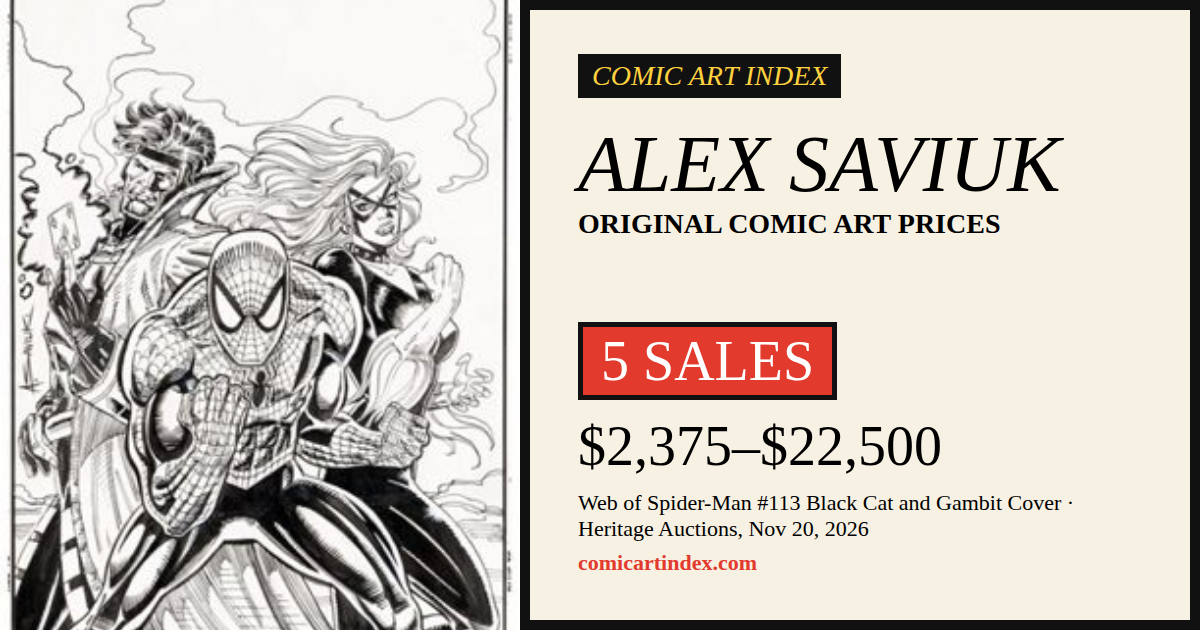 COMIC ART INDEX
ALEX SAVIUK
ORIGINAL COMIC ART PRICES
5 SALES
$2,375–$22,500
Web of Spider-Man #113 Black Cat and Gambit Cover ·
Heritage Auctions, Nov 20, 2026
comicartindex.com